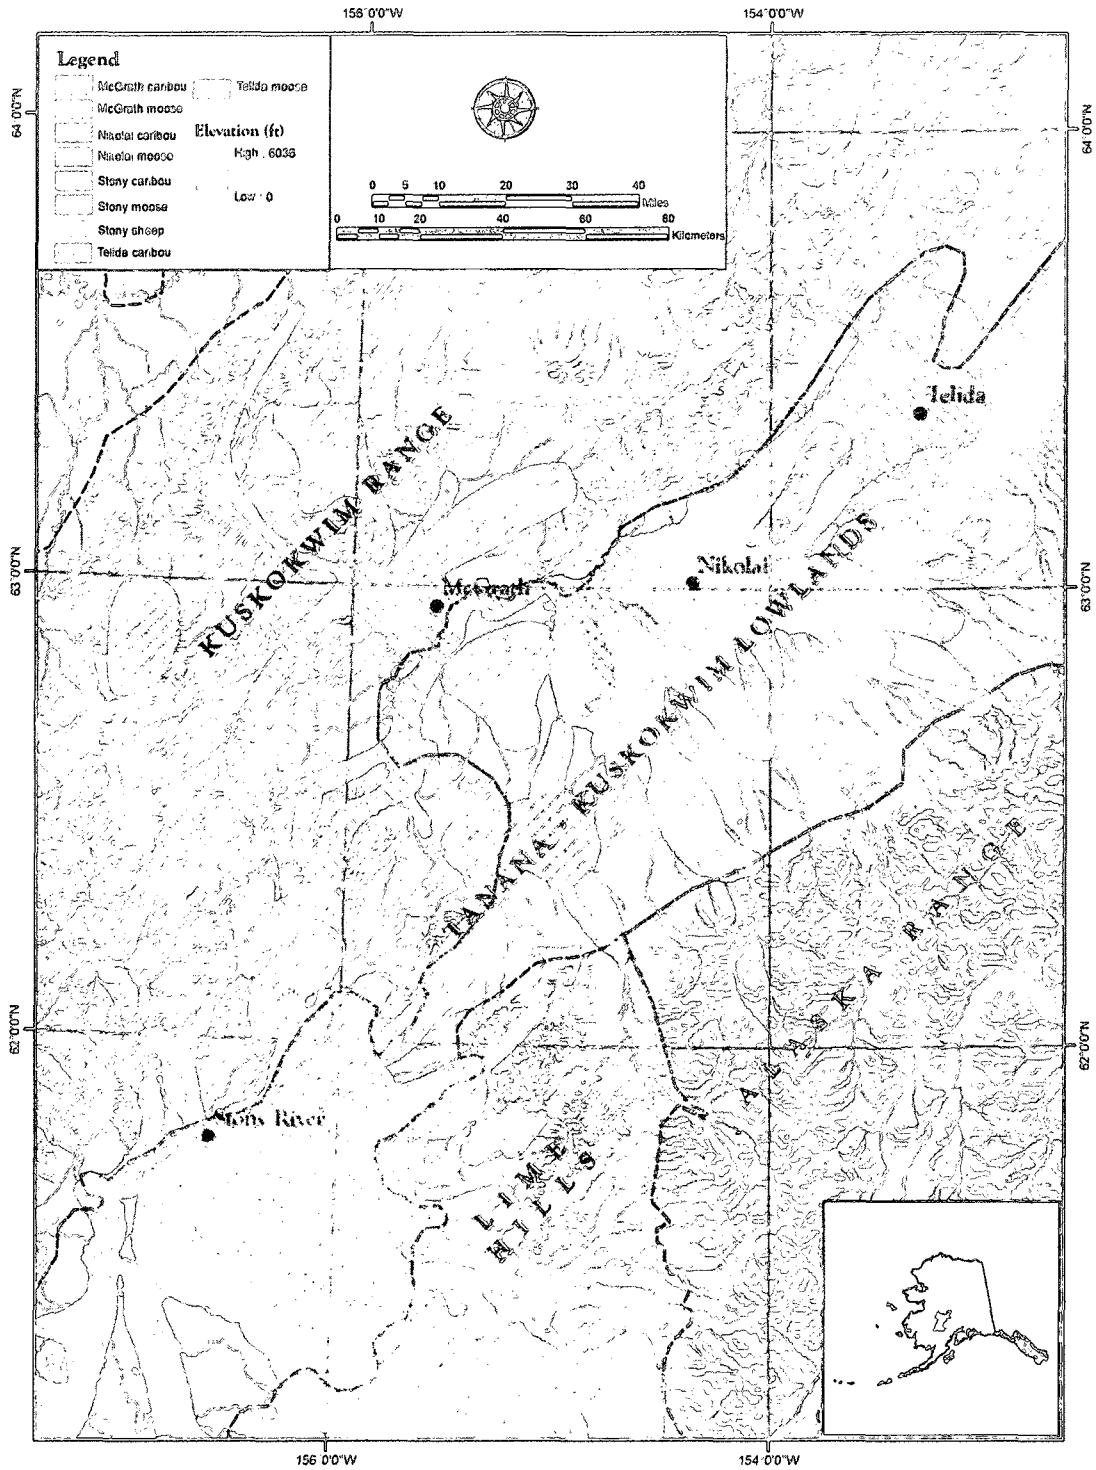 156°0'0"W 154°0'0"W
Legend
McGrath caribou
Telida moose
McGrath moose
Nikolai caribou
Elevation (ft)
Nikolai moose
High : 6036
Stony caribou
Stony moose
Low : 0
Stony sheep
Telida caribou
0 5 10 20 30 40
Miles
0 10 20 40 60 80
Kilometers
64°0'0"N
64°0'0"N
Telida
KUSKOKWIM RANGE
63°0'0"N
Nikolai
McGrath
63°0'0"N
TANANA - KUSKOKWIM LOWLANDS
ALASKA RANGE
62°0'0"N
62°0'0"N
Stony River
LIME
HILLS
156°0'0"W 154°0'0"W